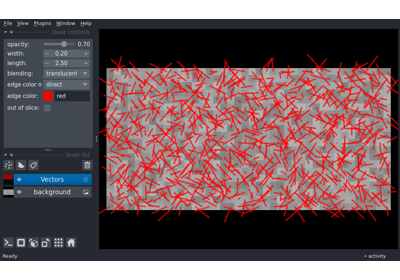 File View Plugins Window Help
layer controls
opacity: 0.70
width: 0.20
length: 2.50
blending: translucent
edge color m direct
edge color: red
out of slice:
layer list
Vectors
background
Ready activity